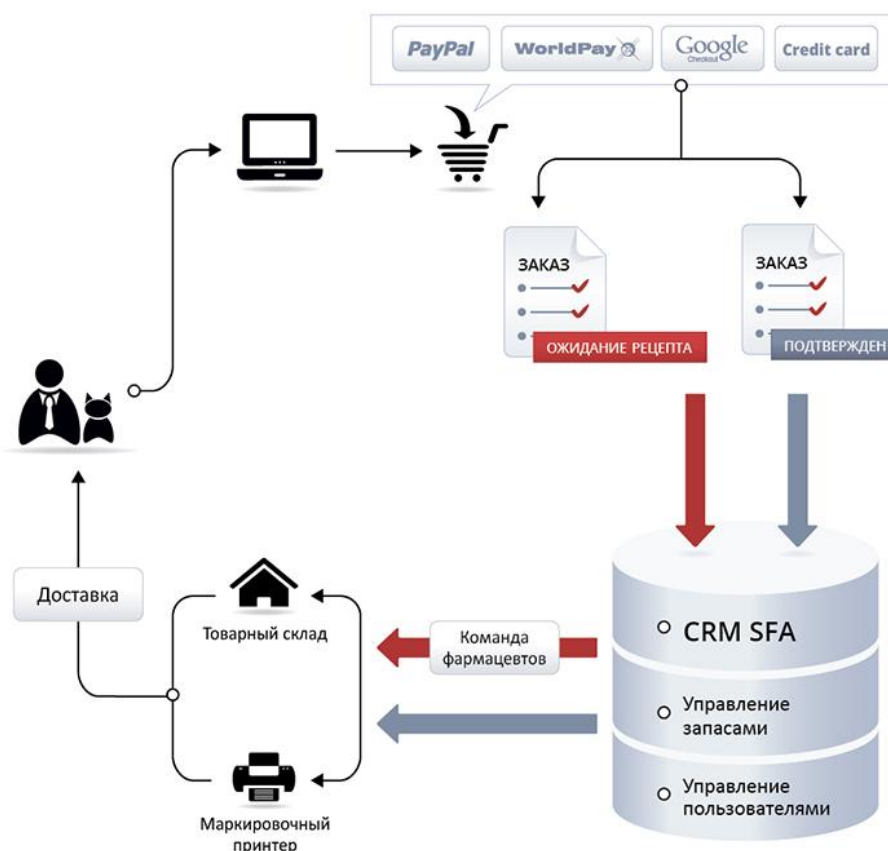 PayPal
WorldPay
Google
Checkout
Credit card
ЗАКАЗ
ОЖИДАНИЕ РЕЦЕПТА
ЗАКАЗ
ПОДТВЕРЖДЕН
Доставка
Товарный склад
Команда
фармацевтов
CRM SFA
Управление
запасами
Управление
пользователями
Маркировочный
принтер